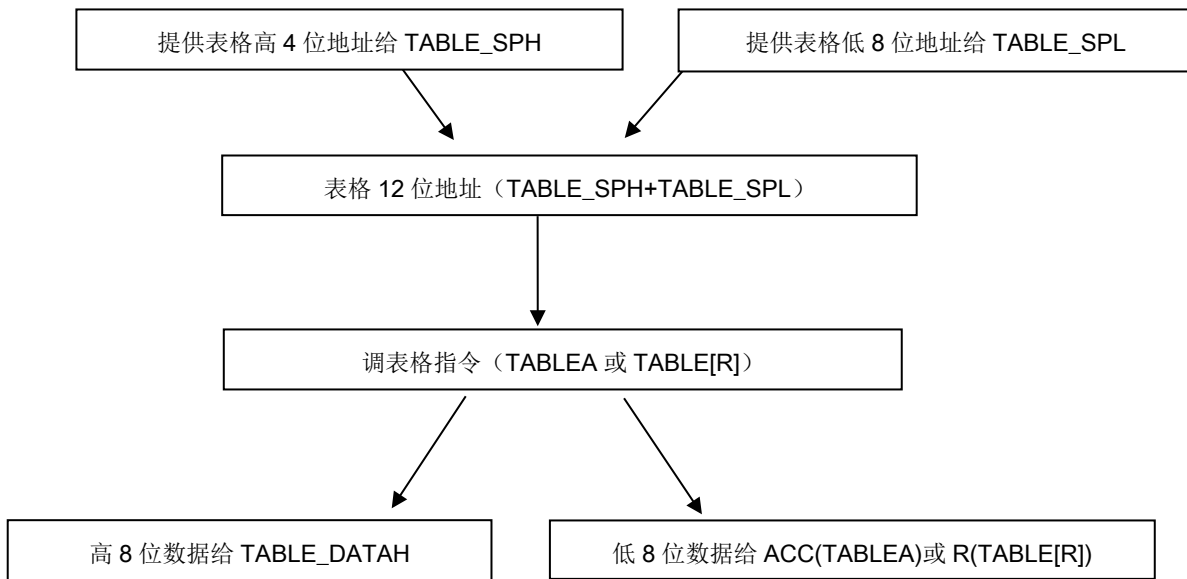 提供表格高 4 位地址给 TABLE_SPH
提供表格低 8 位地址给 TABLE_SPL
表格 12 位地址（TABLE_SPH+TABLE_SPL）
调表格指令（TABLEA 或 TABLE[R]）
高 8 位数据给 TABLE_DATAH
低 8 位数据给 ACC(TABLEA)或 R(TABLE[R])